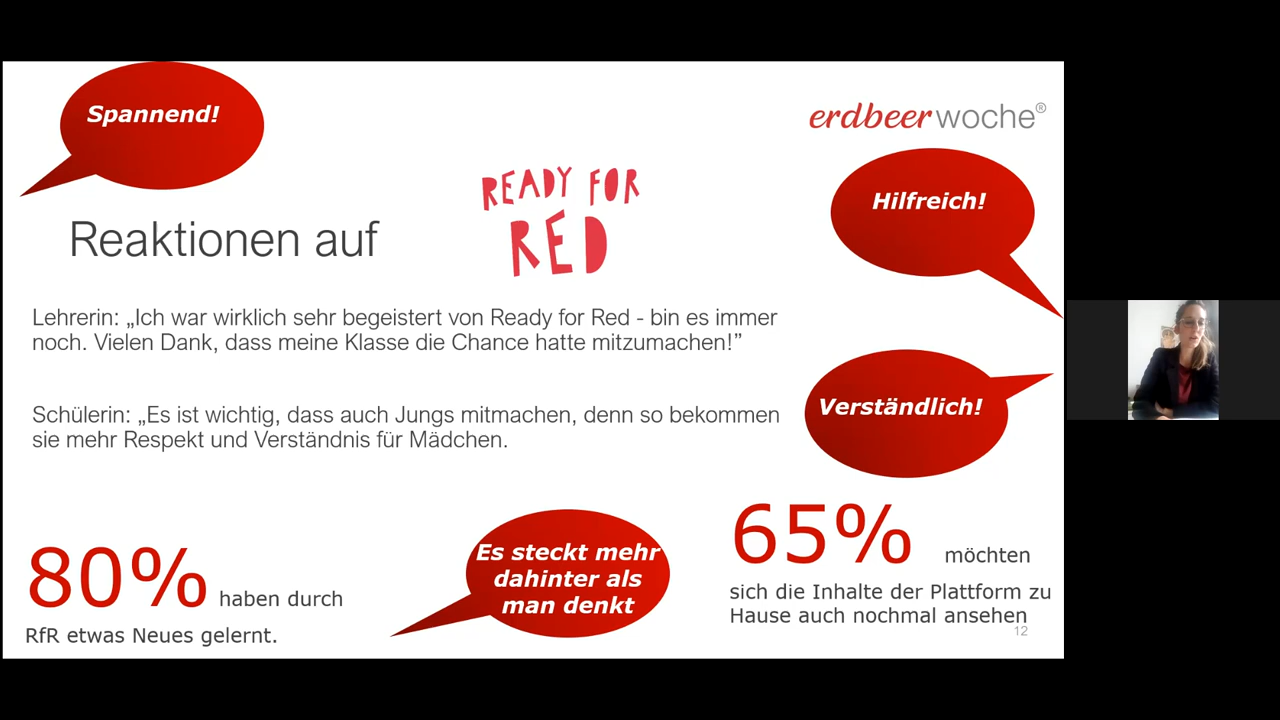 Spannend!
erdbeerwoche®
READY FOR
RED
Hilfreich!
Reaktionen auf
Lehrerin: „Ich war wirklich sehr begeistert von Ready for Red - bin es immer
noch. Vielen Dank, dass meine Klasse die Chance hatte mitzumachen!”
Verständlich!
Schülerin: „Es ist wichtig, dass auch Jungs mitmachen, denn so bekommen
sie mehr Respekt und Verständnis für Mädchen.
80% haben durch
RfR etwas Neues gelernt.
Es steckt mehr
dahinter als
man denkt
65% möchten
sich die Inhalte der Plattform zu
Hause auch nochmal ansehen
12